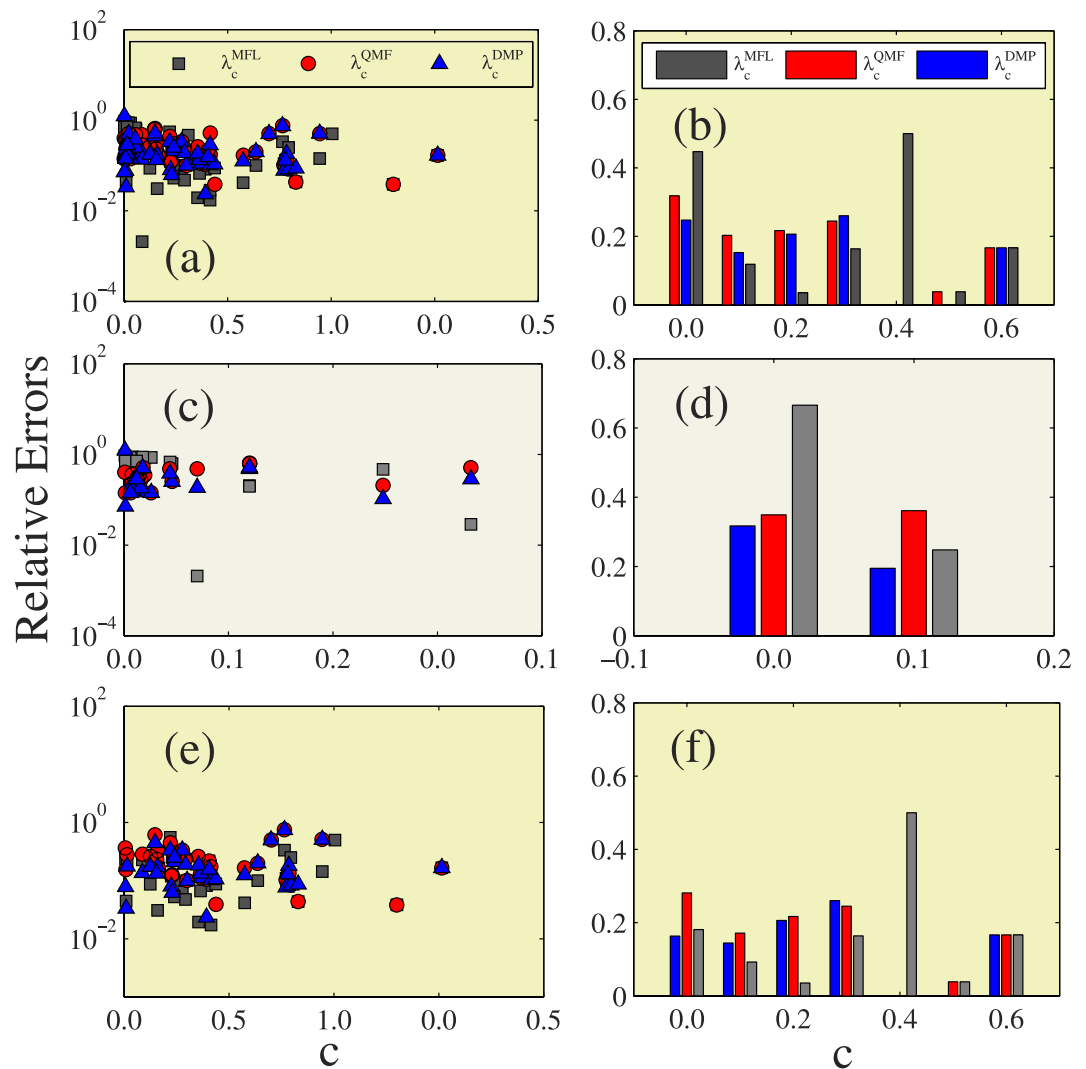 Relative Errors
10^2
10^0
10^−2
10^−4
λ_c^MFL λ_c^QMF λ_c^DMP
(a)
0.0 0.5 1.0 0.0 0.5
0.8
0.6
0.4
0.2
0
λ_c^MFL λ_c^QMF λ_c^DMP
(b)
0.0 0.2 0.4 0.6
10^2
10^0
10^−2
10^−4
(c)
0.0 0.1 0.2 0.0 0.1
0.8
0.6
0.4
0.2
0
(d)
−0.1 0.0 0.1 0.2
10^2
10^0
10^−2
(e)
0.0 0.5 1.0 0.0 0.5
c
0.8
0.6
0.4
0.2
0
(f)
0.0 0.2 0.4 0.6
c